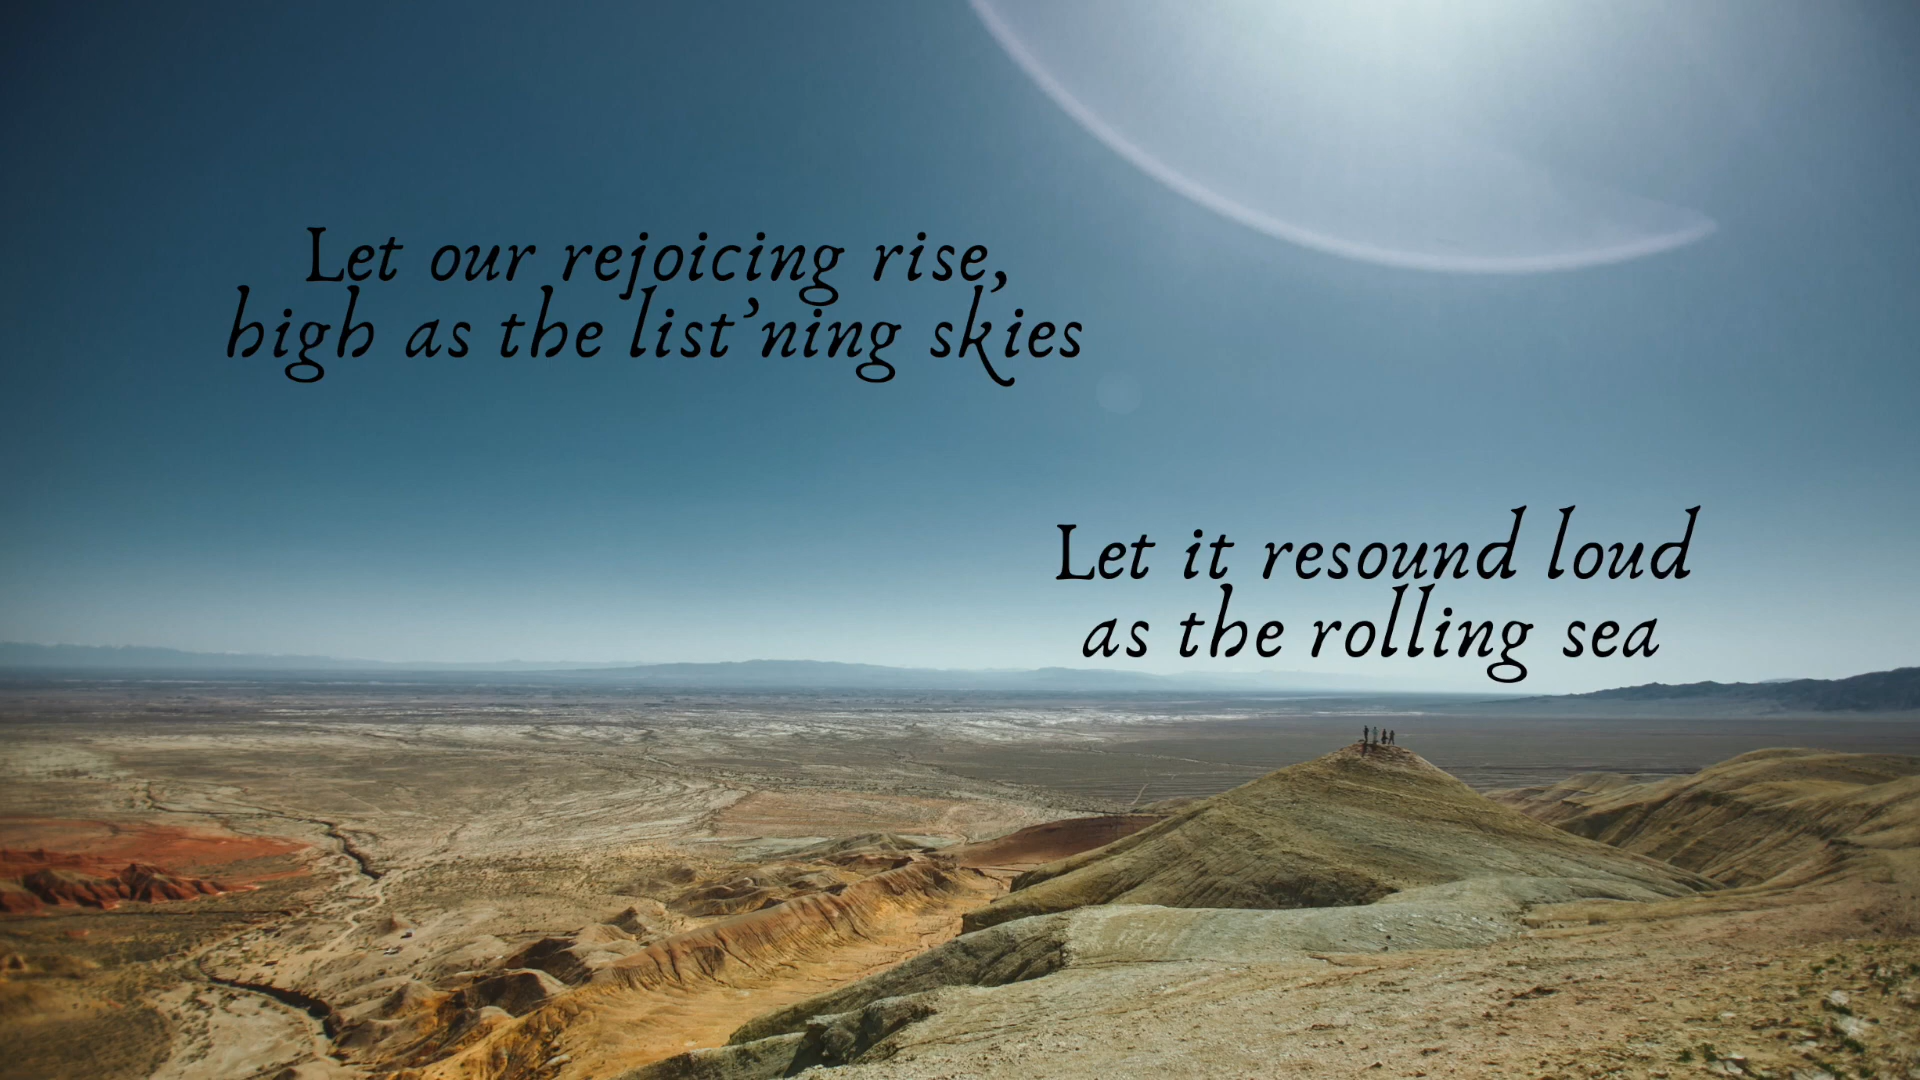 Let our rejoicing rise,
high as the list’ning skies
Let it resound loud
as the rolling sea